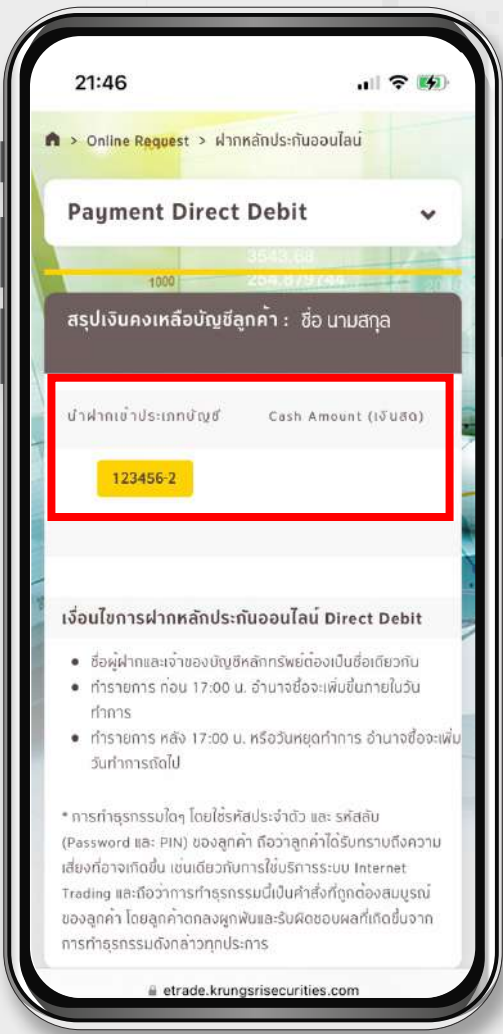 21:46
> Online Request > ฝากหลักประกันออนไลน์
Payment Direct Debit
3543,68
1000 254,879744
สรุปเงินคงเหลือบัญชีลูกค้า : ชื่อ นามสกุล
นำฝากเข้าประเภทบัญชี Cash Amount (เงินสด)
123456-2
เงื่อนไขการฝากหลักประกันออนไลน์ Direct Debit
• ชื่อผู้ฝากและเจ้าของบัญชีหลักทรัพย์ต้องเป็นชื่อเดียวกัน
• ทำรายการ ก่อน 17:00 น. อำนาจซื้อจะเพิ่มขึ้นภายในวัน
ทำการ
• ทำรายการ หลัง 17:00 น. หรือวันหยุดทำการ อำนาจซื้อจะเพิ่ม
วันทำการถัดไป
* การทำธุรกรรมใดๆ โดยใช้รหัสประจำตัว และ รหัสลับ
(Password และ PIN) ของลูกค้า ถือว่าลูกค้าได้รับทราบถึงความ
เสี่ยงที่อาจเกิดขึ้น เช่นเดียวกับการใช้บริการระบบ Internet
Trading และถือว่าการทำธุรกรรมนี้เป็นคำสั่งที่ถูกต้องสมบูรณ์
ของลูกค้า โดยลูกค้าตกลงผูกพันและรับผิดชอบผลที่เกิดขึ้นจาก
การทำธุรกรรมดังกล่าวทุกประการ
etrade.krungsrisecurities.com